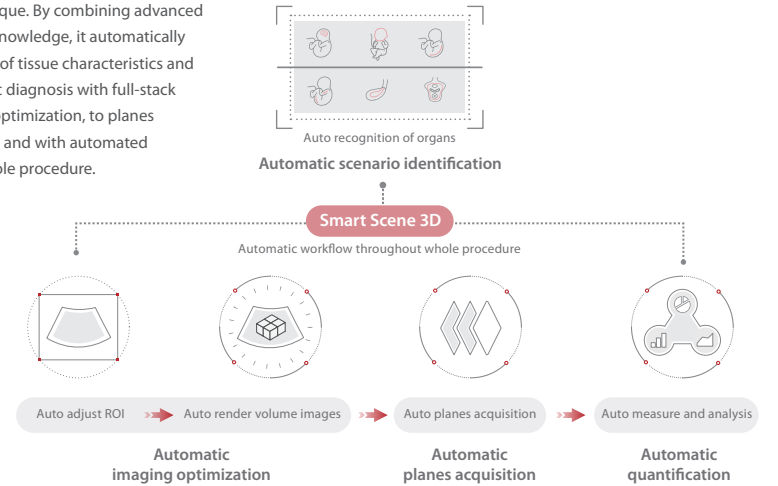 que. By combining advanced
nowledge, it automatically
of tissue characteristics and
diagnosis with full-stack
optimization, to planes
and with automated
procedure.
Auto recognition of organs
Automatic scenario identification
Smart Scene 3D
Automatic workflow throughout whole procedure
Auto adjust ROI
Auto render volume images
Auto planes acquisition
Auto measure and analysis
Automatic
imaging optimization
Automatic
planes acquisition
Automatic
quantification